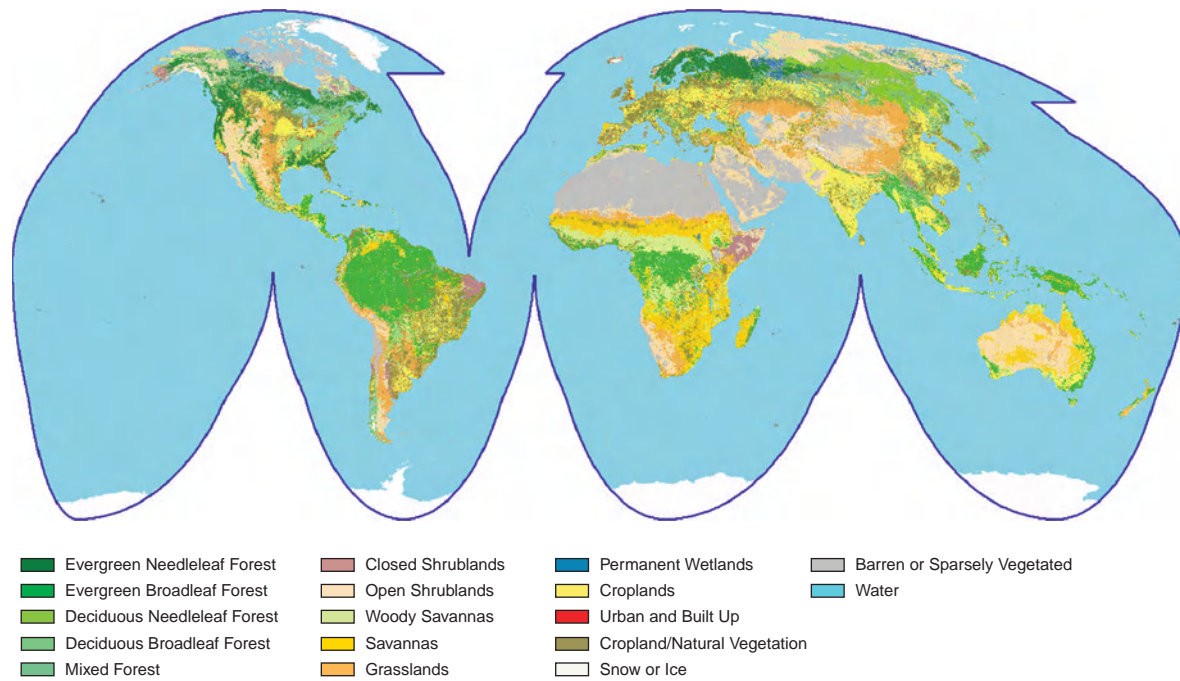 Evergreen Needleleaf Forest
Evergreen Broadleaf Forest
Deciduous Needleleaf Forest
Deciduous Broadleaf Forest
Mixed Forest
Closed Shrublands
Open Shrublands
Woody Savannas
Savannas
Grasslands
Permanent Wetlands
Croplands
Urban and Built Up
Cropland/Natural Vegetation
Snow or Ice
Barren or Sparsely Vegetated
Water